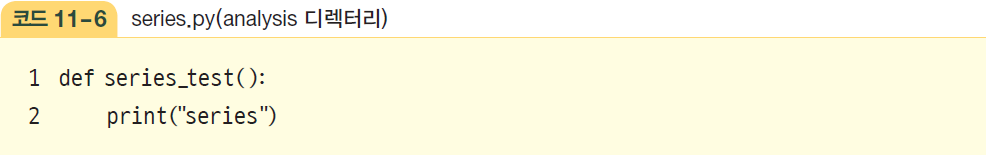 코드 11-6 series.py(analysis 디렉터리)
1 def series_test():
2     print("series")